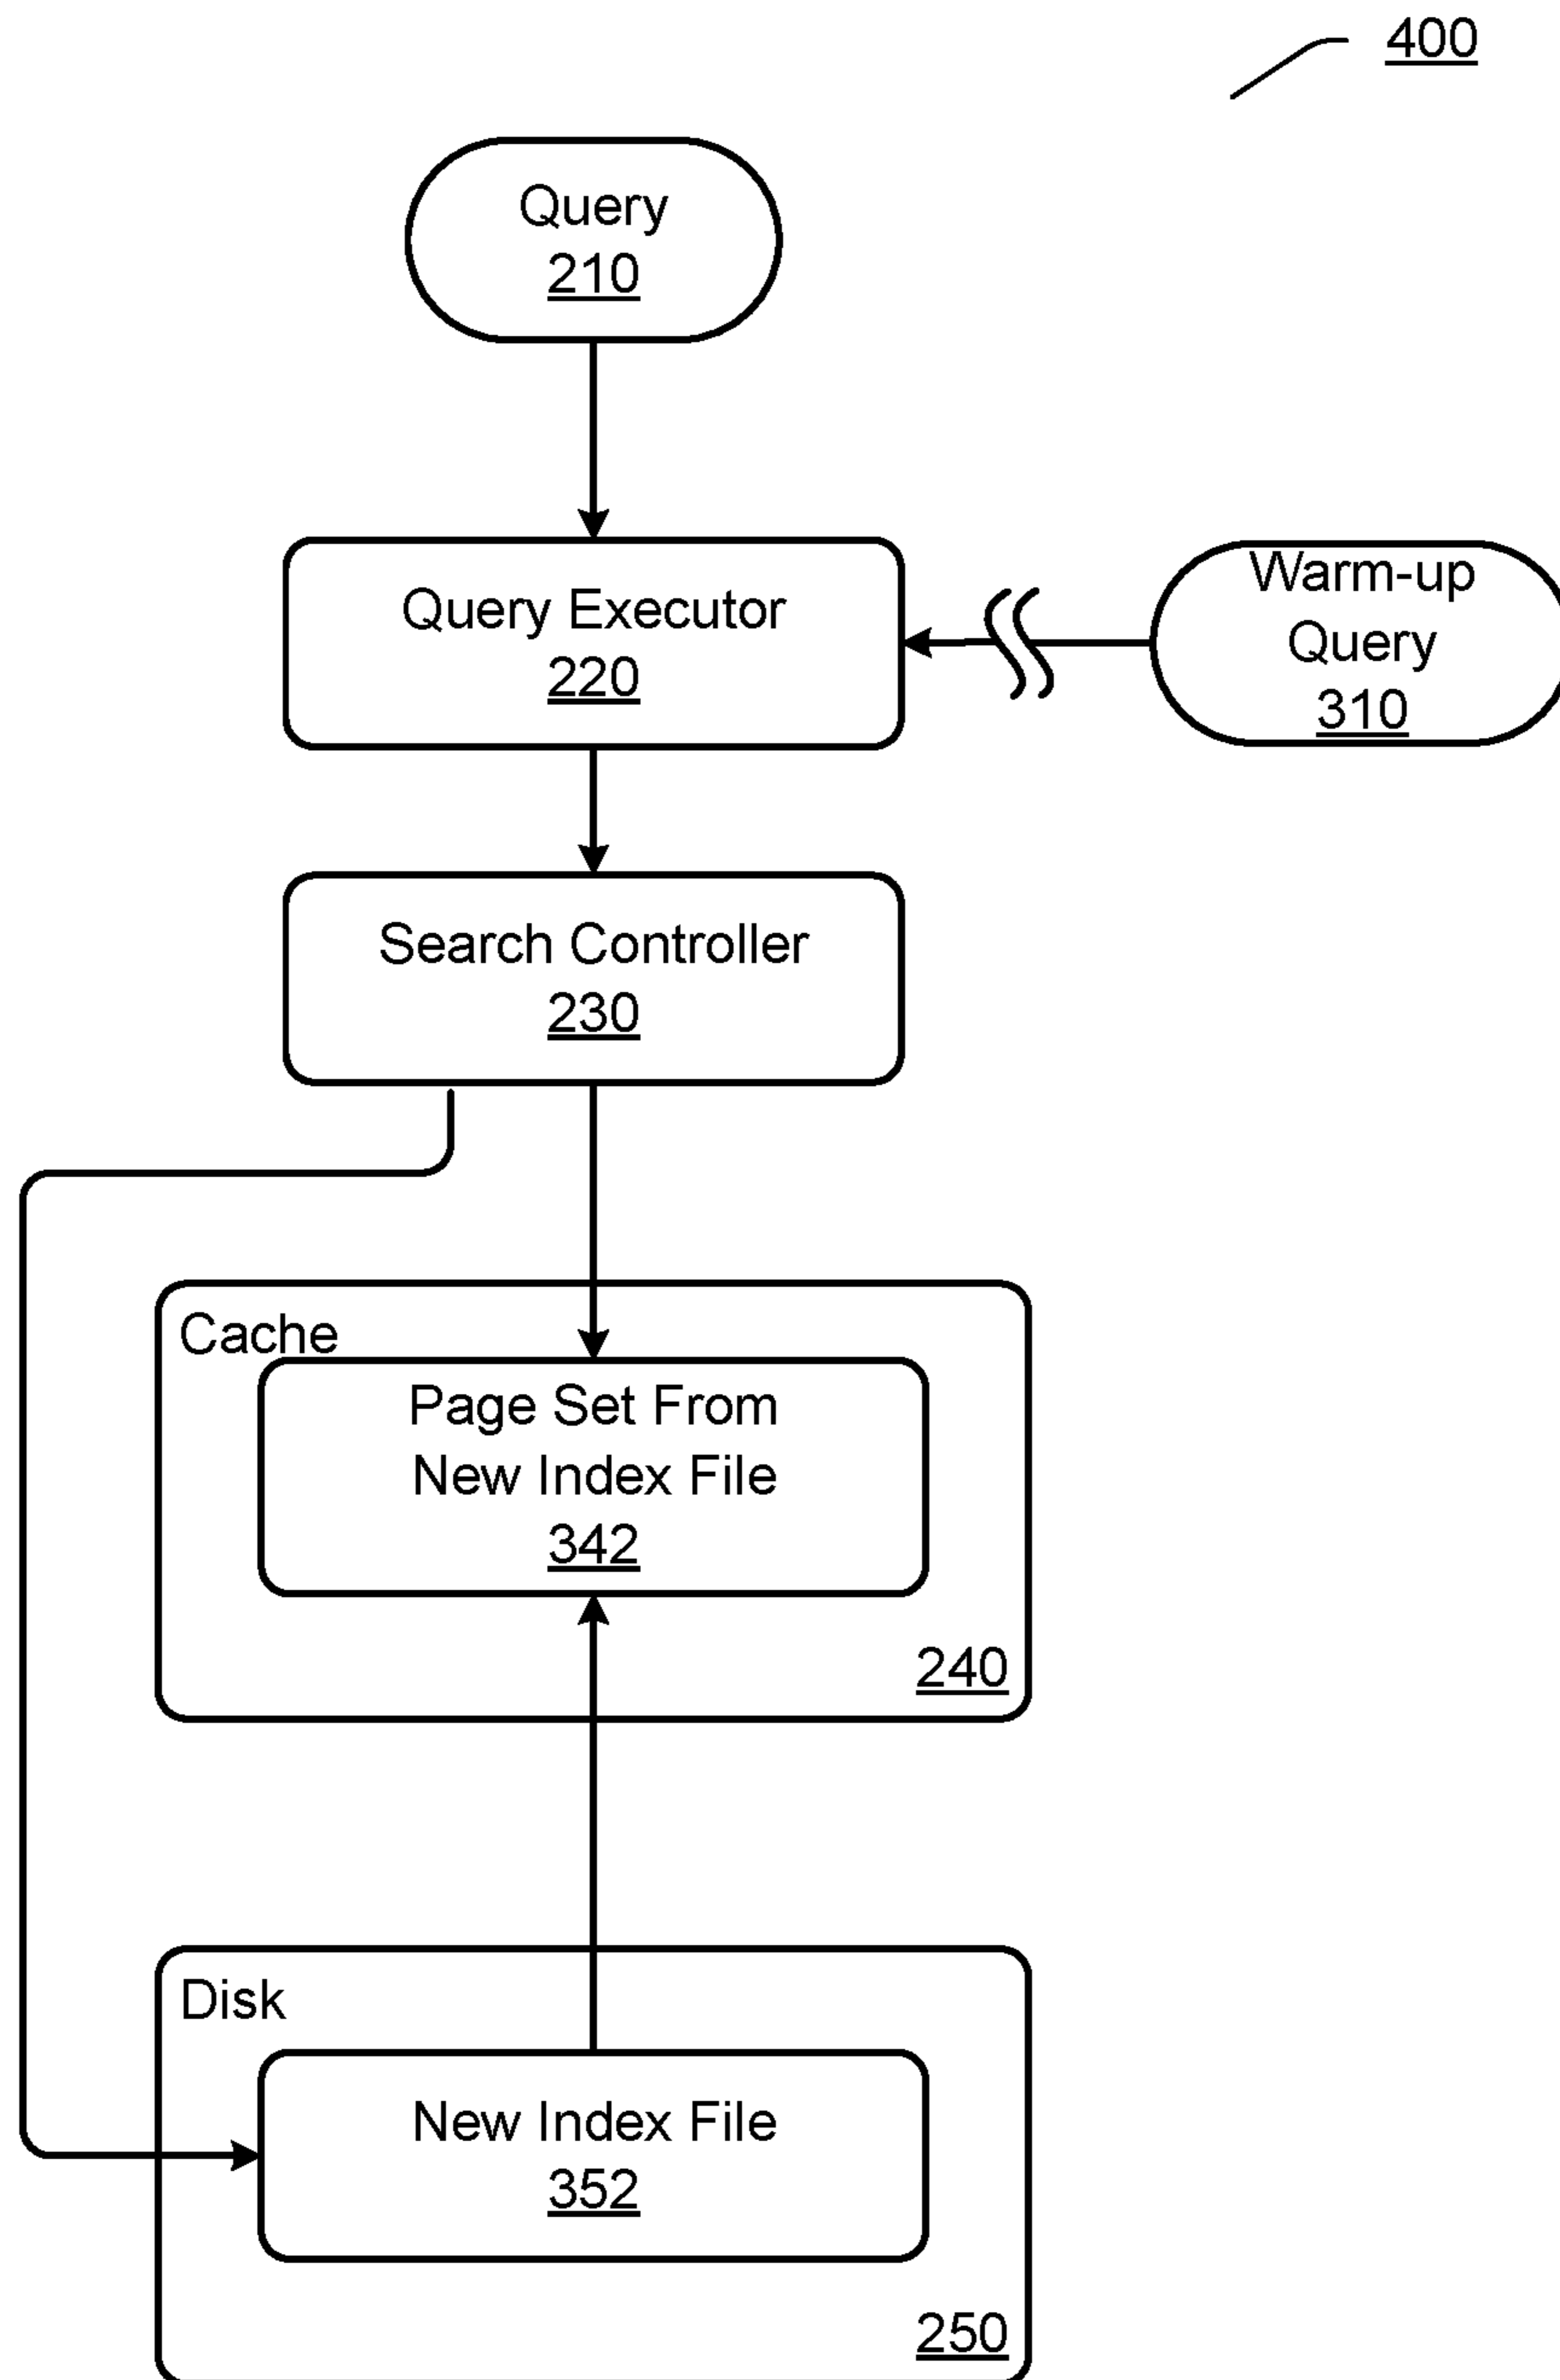 400
Query
210
Query Executor
220
Warm-up
Query
310
Search Controller
230
Cache
Page Set From
New Index File
342
240
Disk
New Index File
352
250